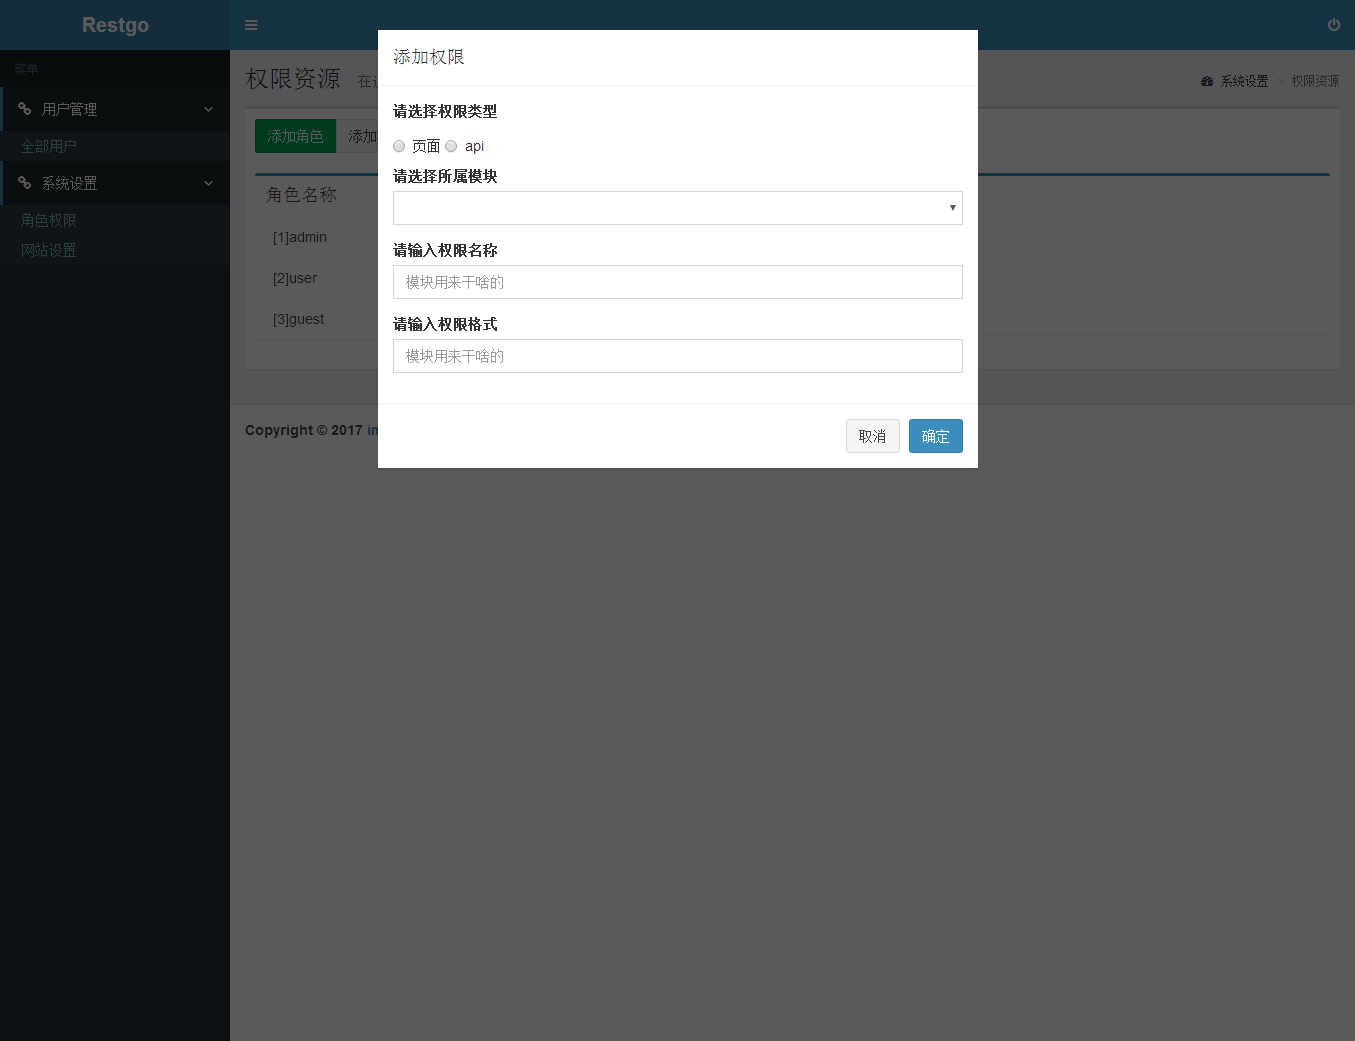 Restgo
菜单
用户管理
全部用户
系统设置
角色权限
网站设置
权限资源 在
系统设置 > 权限资源
添加角色 添加
角色名称
[1]admin
[2]user
[3]guest
Copyright © 2017
添加权限
请选择权限类型
页面 api
请选择所属模块
请输入权限名称
模块用来干啥的
请输入权限格式
模块用来干啥的
取消 确定